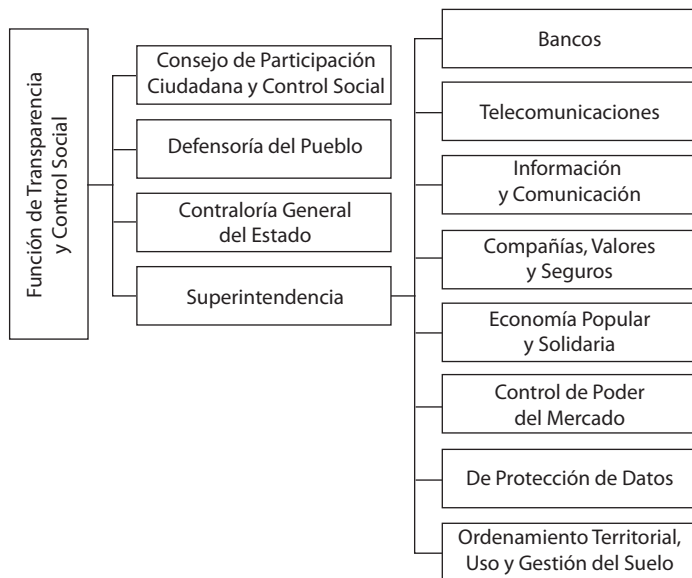 Función de Transparencia
y Control Social
Consejo de Participación
Ciudadana y Control Social
Defensoría del Pueblo
Contraloría General
del Estado
Superintendencia
Bancos
Telecomunicaciones
Información
y Comunicación
Compañías, Valores
y Seguros
Economía Popular
y Solidaria
Control de Poder
del Mercado
De Protección de Datos
Ordenamiento Territorial,
Uso y Gestión del Suelo